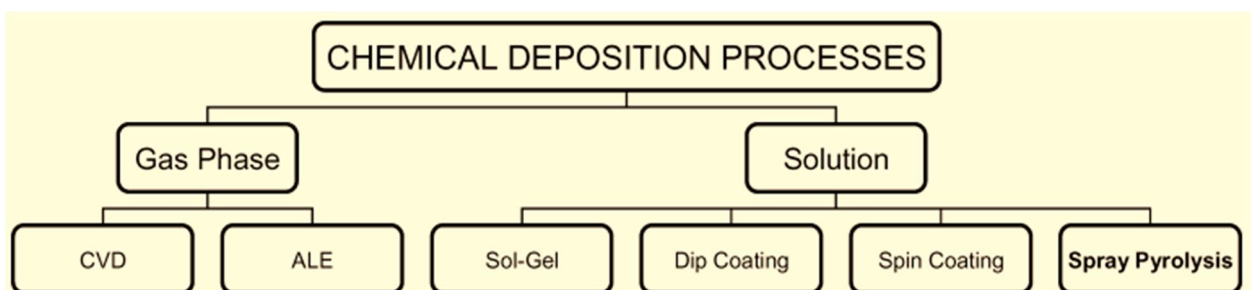 CHEMICAL DEPOSITION PROCESSES
Gas Phase
Solution
CVD
ALE
Sol-Gel
Dip Coating
Spin Coating
Spray Pyrolysis